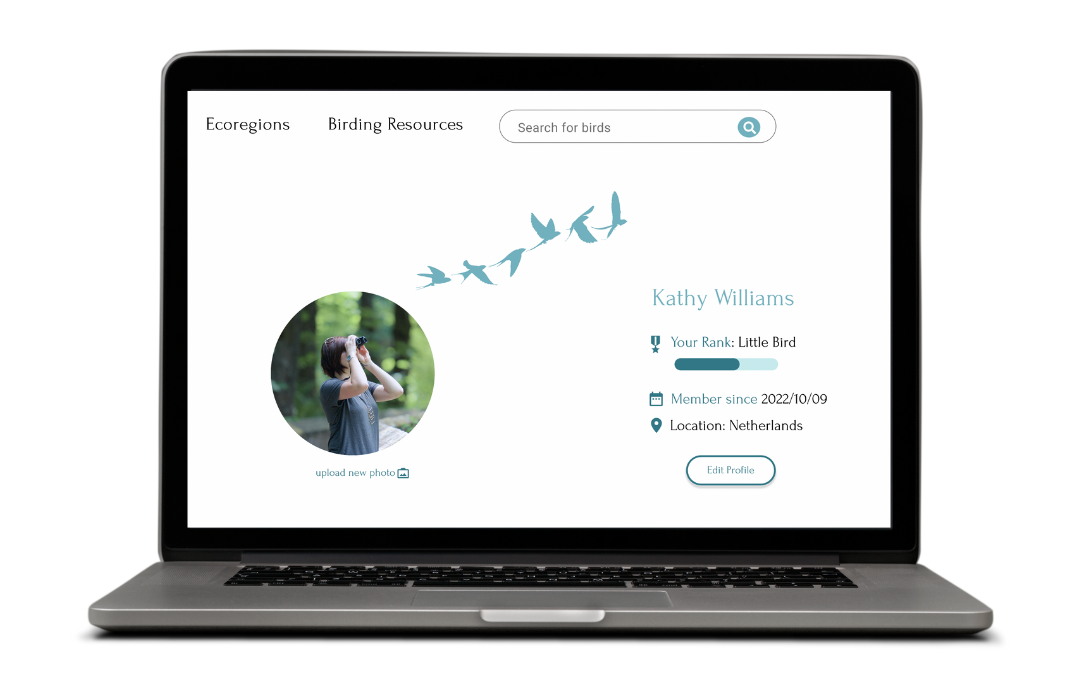 Ecoregions
Birding Resources
Search for birds
Kathy Williams
Your Rank: Little Bird
Member since 2022/10/09
Location: Netherlands
upload new photo
Edit Profile